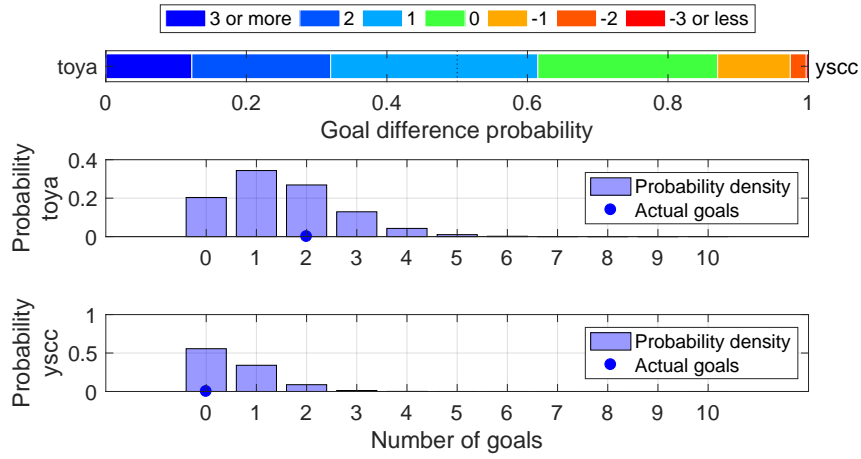 3 or more 2 1 0 -1 -2 -3 or less
toya yscc
0 0.2 0.4 0.6 0.8 1
Goal difference probability
Probability
toya
0.4
0.2
0
Probability density
Actual goals
0 1 2 3 4 5 6 7 8 9 10
Probability
yscc
1
0.5
0
Probability density
Actual goals
0 1 2 3 4 5 6 7 8 9 10
Number of goals